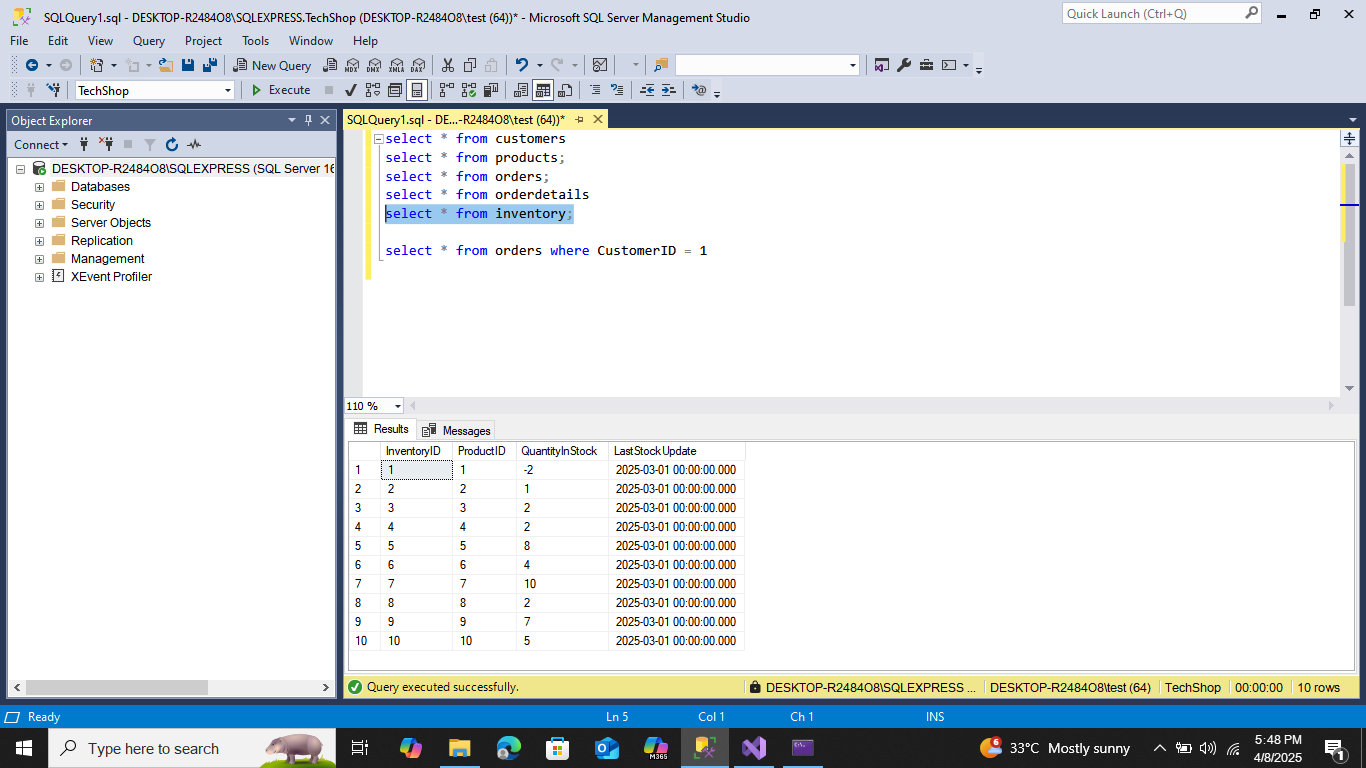 SQLQuery1.sql - DESKTOP-R2484O8\SQLEXPRESS.TechShop (DESKTOP-R2484O8\test (64))* - Microsoft SQL Server Management Studio
Quick Launch (Ctrl+Q)
File Edit View Query Project Tools Window Help
New Query
MDX DMX XMLA DAX
TechShop Execute
Object Explorer
SQLQuery1.sql - DE...-R2484O8\test (64))*
Connect
DESKTOP-R2484O8\SQLEXPRESS (SQL Server 16
Databases
Security
Server Objects
Replication
Management
XEvent Profiler
select * from customers
select * from products;
select * from orders;
select * from orderdetails
select * from inventory;
select * from orders where CustomerID = 1
110 %
Results Messages
InventoryID ProductID QuantityInStock LastStockUpdate
1 1 1 -2 2025-03-01 00:00:00.000
2 2 2 1 2025-03-01 00:00:00.000
3 3 3 2 2025-03-01 00:00:00.000
4 4 4 2 2025-03-01 00:00:00.000
5 5 5 8 2025-03-01 00:00:00.000
6 6 6 4 2025-03-01 00:00:00.000
7 7 7 10 2025-03-01 00:00:00.000
8 8 8 2 2025-03-01 00:00:00.000
9 9 9 7 2025-03-01 00:00:00.000
10 10 10 5 2025-03-01 00:00:00.000
Query executed successfully. DESKTOP-R2484O8\SQLEXPRESS ... DESKTOP-R2484O8\test (64) TechShop 00:00:00 10 rows
Ready Ln 5 Col 1 Ch 1 INS
Type here to search
M365
6
33°C Mostly sunny
5:48 PM
4/8/2025
1